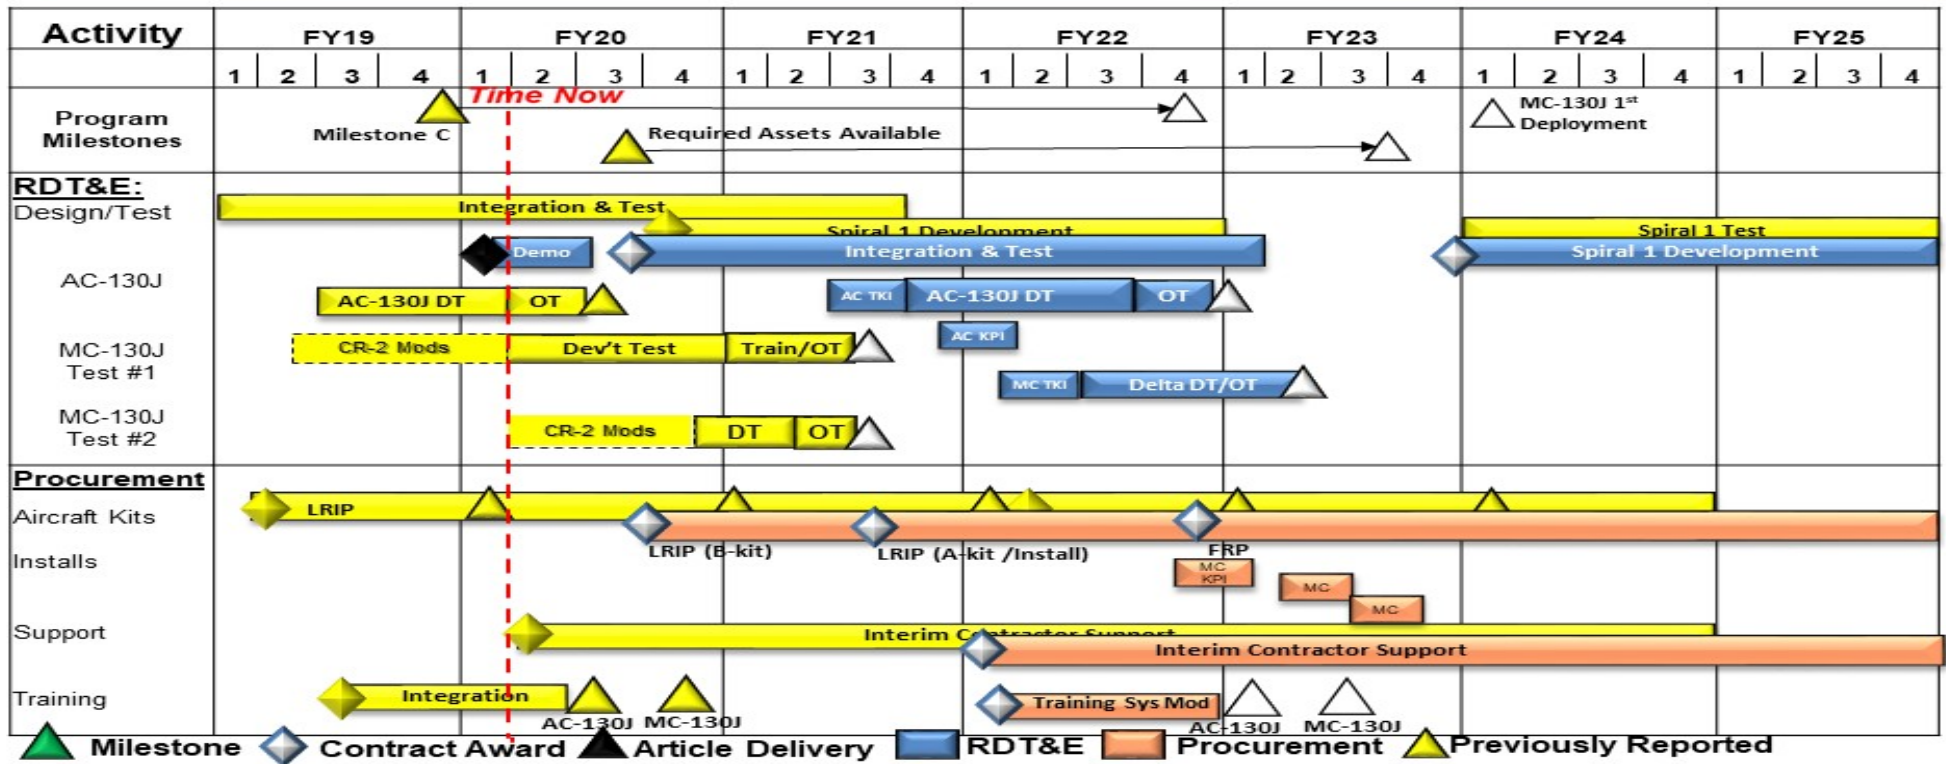 Activity FY19 FY20 FY21 FY22 FY23 FY24 FY25
1 2 3 4 1 2 3 4 1 2 3 4 1 2 3 4 1 2 3 4 1 2 3 4 1 2 3 4
Time Now
Program
Milestones
Milestone C
Required Assets Available
MC-130J 1st
Deployment
RDT&E:
Design/Test
Integration & Test
Spiral 1 Development
Spiral 1 Test
Demo
Integration & Test
Spiral 1 Development
AC-130J
AC-130J DT OT
AC TKI AC-130J DT OT
AC KPI
MC-130J
Test #1
CR-2 Mods Dev't Test Train/OT
MC TKI Delta DT/OT
MC-130J
Test #2
CR-2 Mods DT OT
Procurement
Aircraft Kits
LRIP
LRIP (B-kit)
LRIP (A-kit /Install)
FRP
Installs
MC
KPI
MC
MC
Support
Interim Contractor Support
Interim Contractor Support
Training
Integration
AC-130J MC-130J
Training Sys Mod
AC-130J MC-130J
Milestone Contract Award Article Delivery RDT&E Procurement Previously Reported